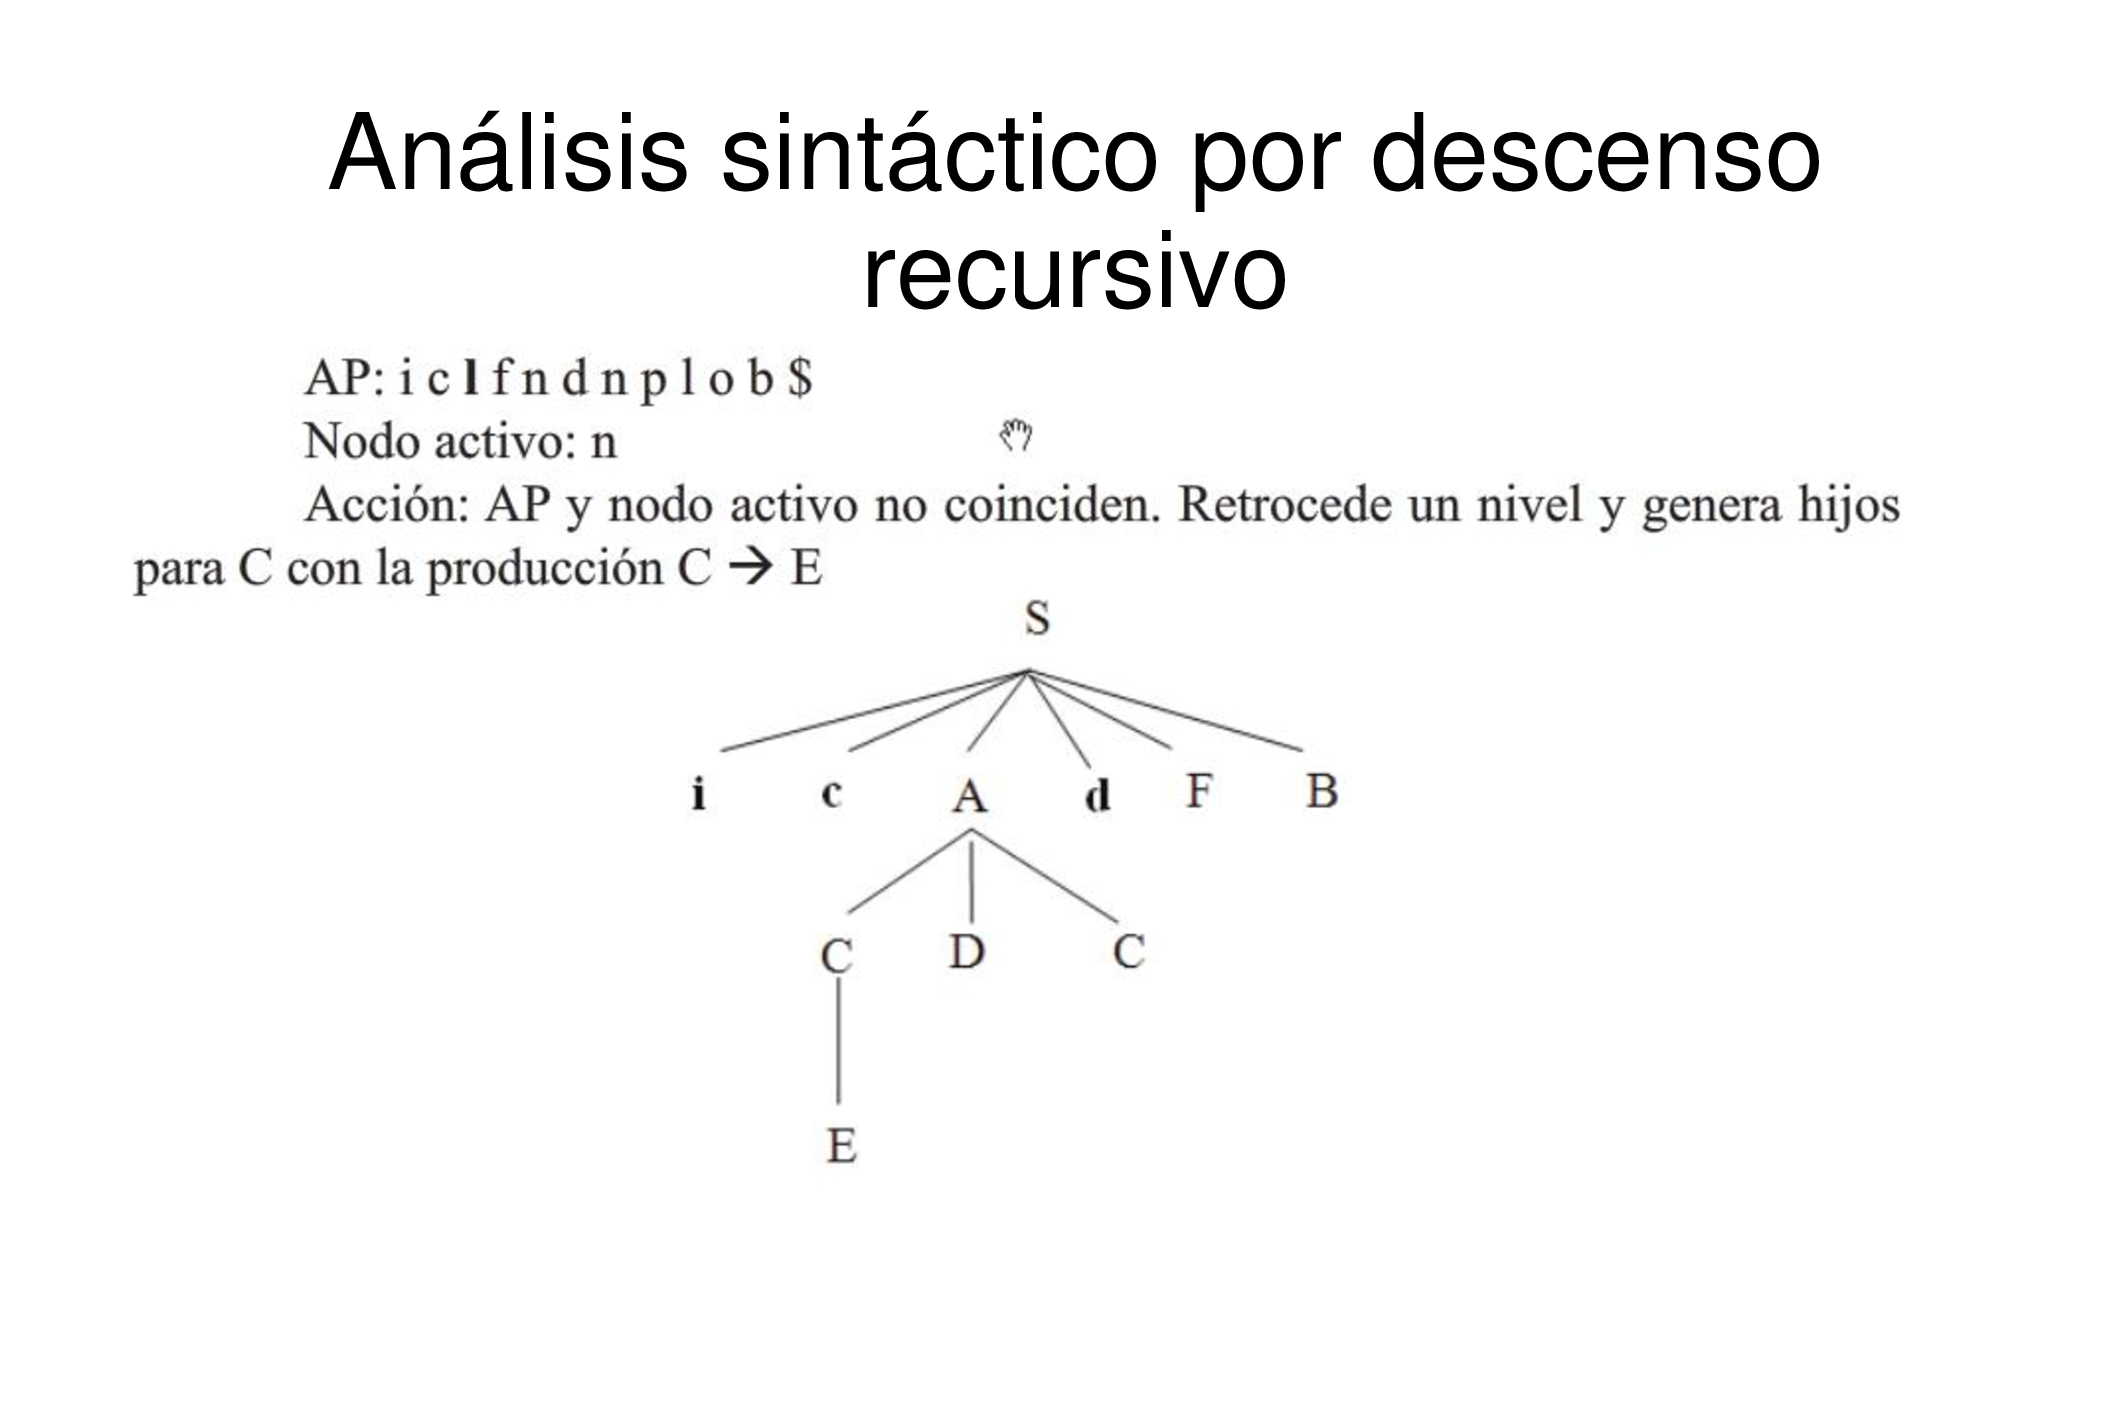 Análisis sintáctico por descenso
recursivo
AP: i c l f n d n p l o b $
Nodo activo: n
Acción: AP y nodo activo no coinciden. Retrocede un nivel y genera hijos
para C con la producción C → E
S
i c A d F B
C D C
E